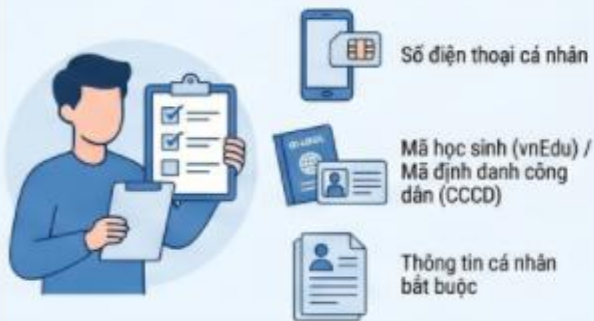 Số điện thoại cá nhân
Mã học sinh (vnEdu) /
Mã định danh công
dân (CCCD)
Thông tin cá nhân
bắt buộc